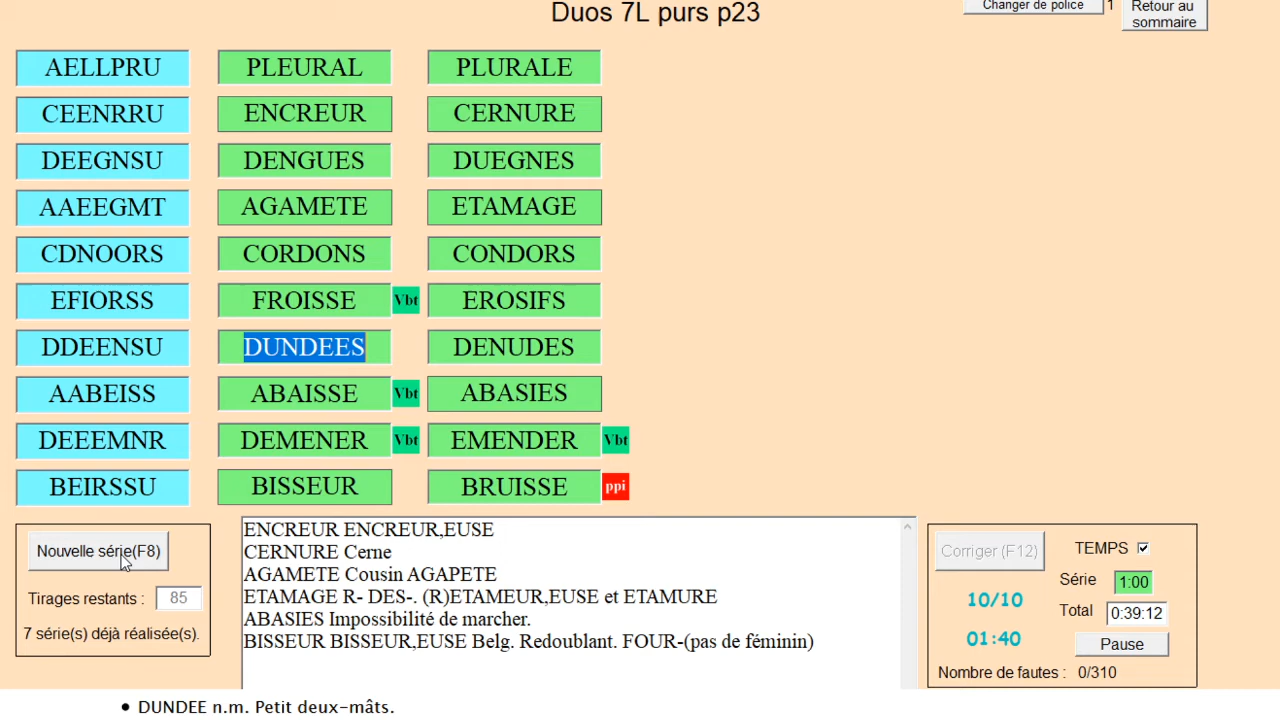 Duos 7L purs p23
Changer de police 1
Retour au
sommaire
AELLPRU PLEURAL PLURALE
CEENRRU ENCREUR CERNURE
DEEGNSU DENGUES DUEGNES
AAEEGMT AGAMETE ETAMAGE
CDNOORS CORDONS CONDORS
EFIORSS FROISSE Vbt EROSIFS
DDEENSU DUNDEES DENUDES
AABEISS ABAISSE Vbt ABASIES
DEEEMNR DEMENER Vbt EMENDER Vbt
BEIRSSU BISSEUR BRUISSE ppi
Nouvelle série(F8)
Tirages restants : 85
7 série(s) déjà réalisée(s).
ENCREUR ENCREUR,EUSE
CERNURE Cerne
AGAMETE Cousin AGAPETE
ETAMAGE R- DES-. (R)ETAMEUR,EUSE et ETAMURE
ABASIES Impossibilité de marcher.
BISSEUR BISSEUR,EUSE Belg. Redoublant. FOUR-(pas de féminin)
Corriger (F12)
TEMPS
10/10
Série 1:00
Total 0:39:12
01:40
Pause
Nombre de fautes : 0/310
• DUNDEE n.m. Petit deux-mâts.